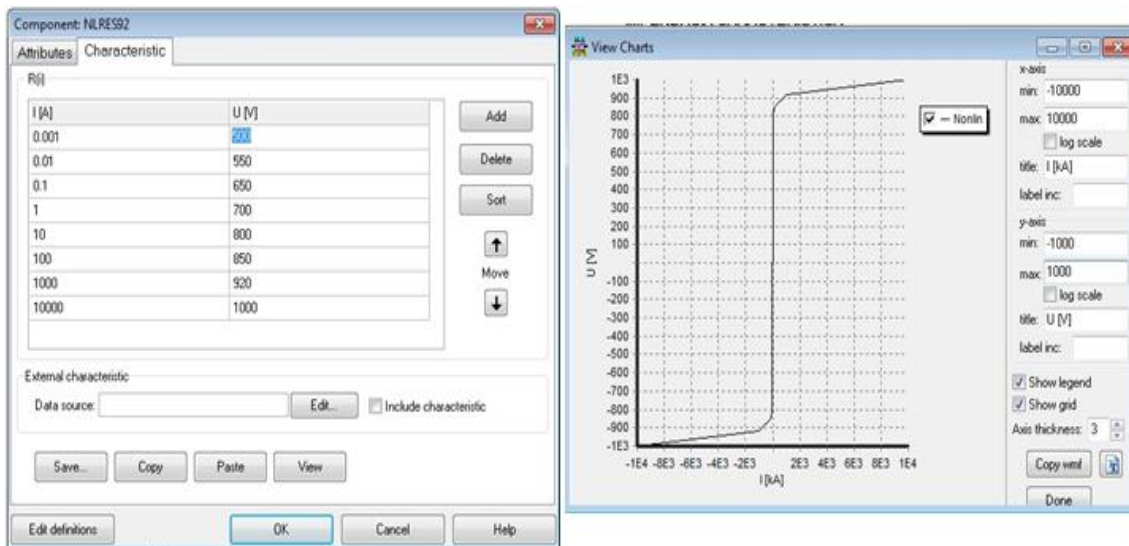 Component: NLRES92
Attributes Characteristic
R(i)
I [A] U [V]
0.001 500
0.01 550
0.1 650
1 700
10 800
100 850
1000 920
10000 1000
Add
Delete
Sort
Move
External characteristic
Data source: Edit... Include characteristic
Save... Copy Paste View
Edit definitions OK Cancel Help
View Charts
1E3
900
800
700
600
500
400
300
200
100
-100
-200
-300
-400
-500
-600
-700
-800
-900
-1E3
U [V]
-1E4 -8E3 -6E3 -4E3 -2E3 2E3 4E3 6E3 8E3 1E4
I [kA]
Nonlin
x-axis
min: -10000
max: 10000
log scale
title: I [kA]
label inc:
y-axis
min: -1000
max: 1000
log scale
title: U [V]
label inc:
Show legend
Show grid
Axis thickness: 3
Copy wmf
Done